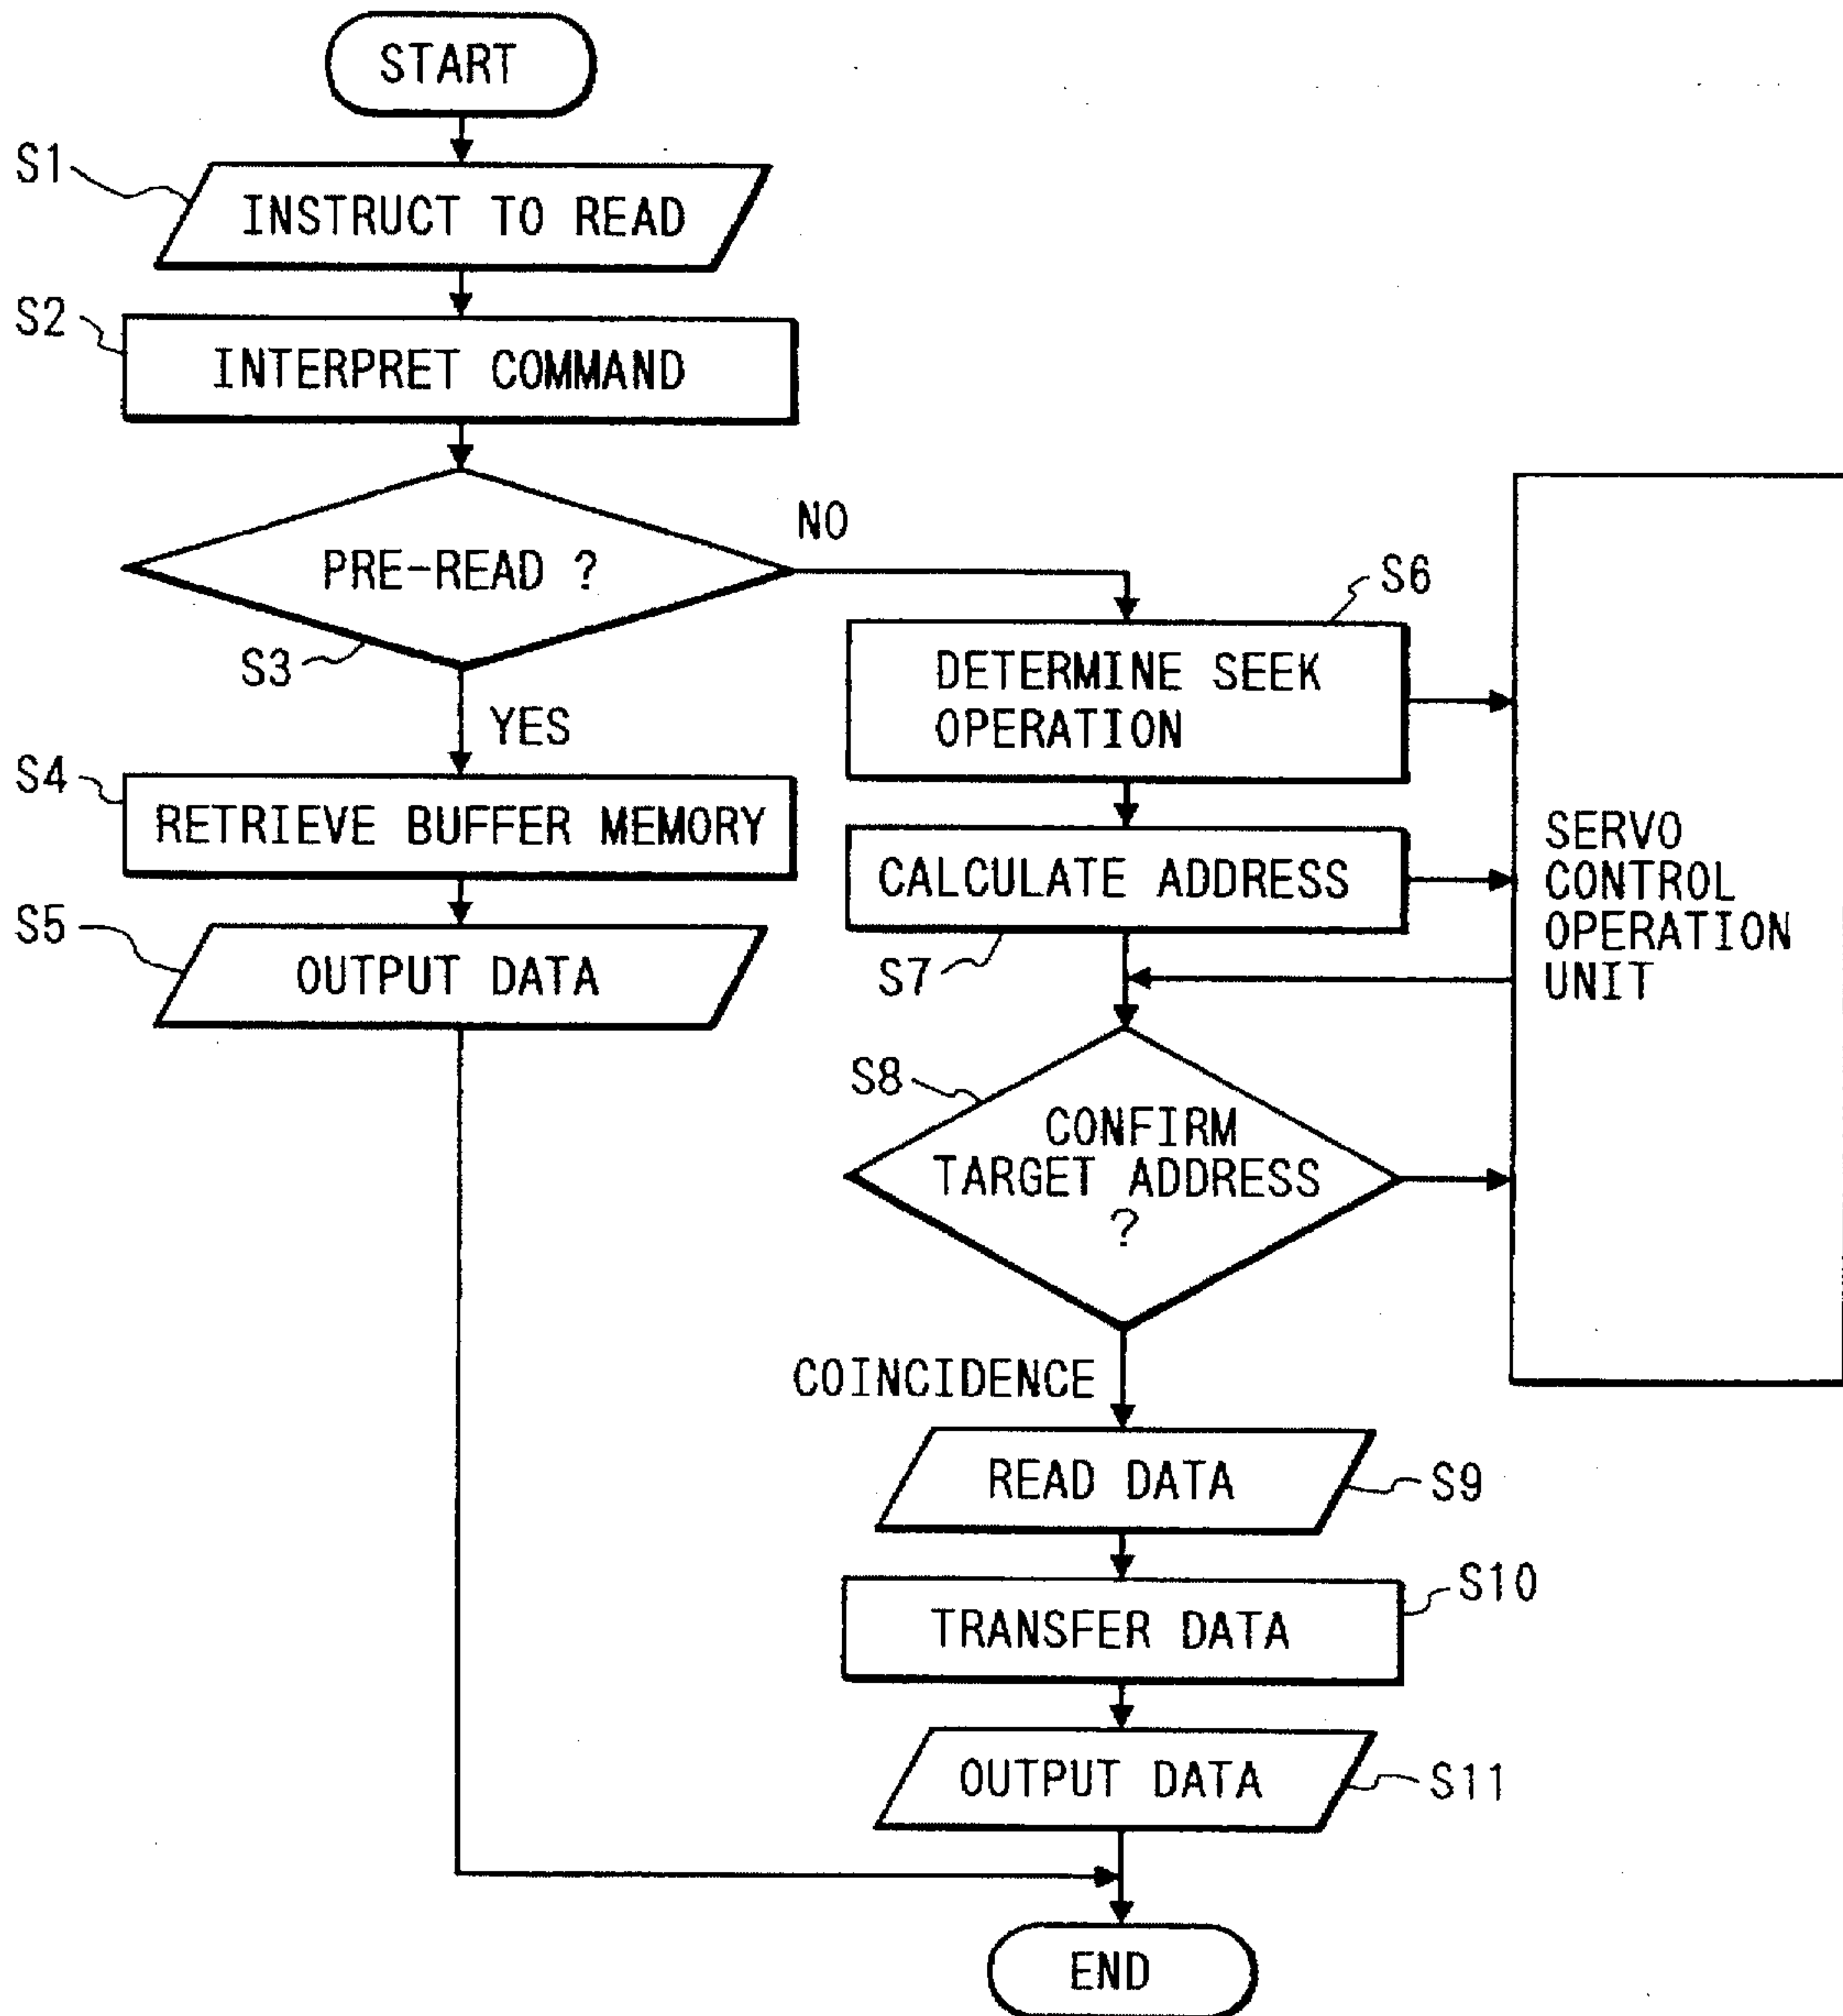 START
S1
INSTRUCT TO READ
S2
INTERPRET COMMAND
PRE-READ ?
NO
S3
YES
S4
RETRIEVE BUFFER MEMORY
S5
OUTPUT DATA
S6
DETERMINE SEEK
OPERATION
CALCULATE ADDRESS
S7
SERVO
CONTROL
OPERATION
UNIT
S8
CONFIRM
TARGET ADDRESS
?
COINCIDENCE
READ DATA
S9
TRANSFER DATA
S10
OUTPUT DATA
S11
END